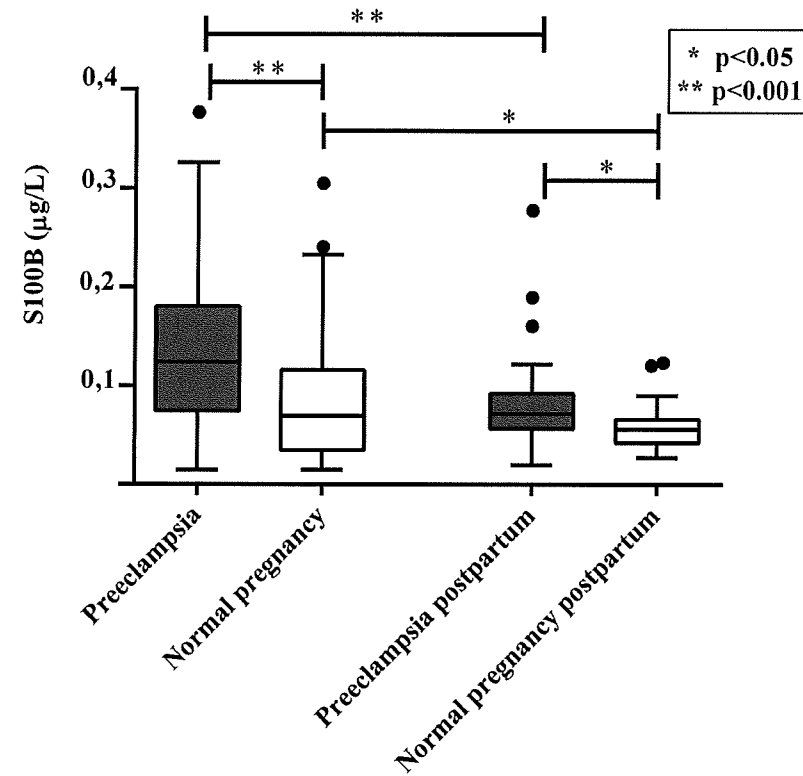 **
* p<0.05
** p<0.001
**
*
*
0,4
0,3
0,2
0,1
S100B (µg/L)
Preeclampsia
Normal pregnancy
Preeclampsia postpartum
Normal pregnancy postpartum